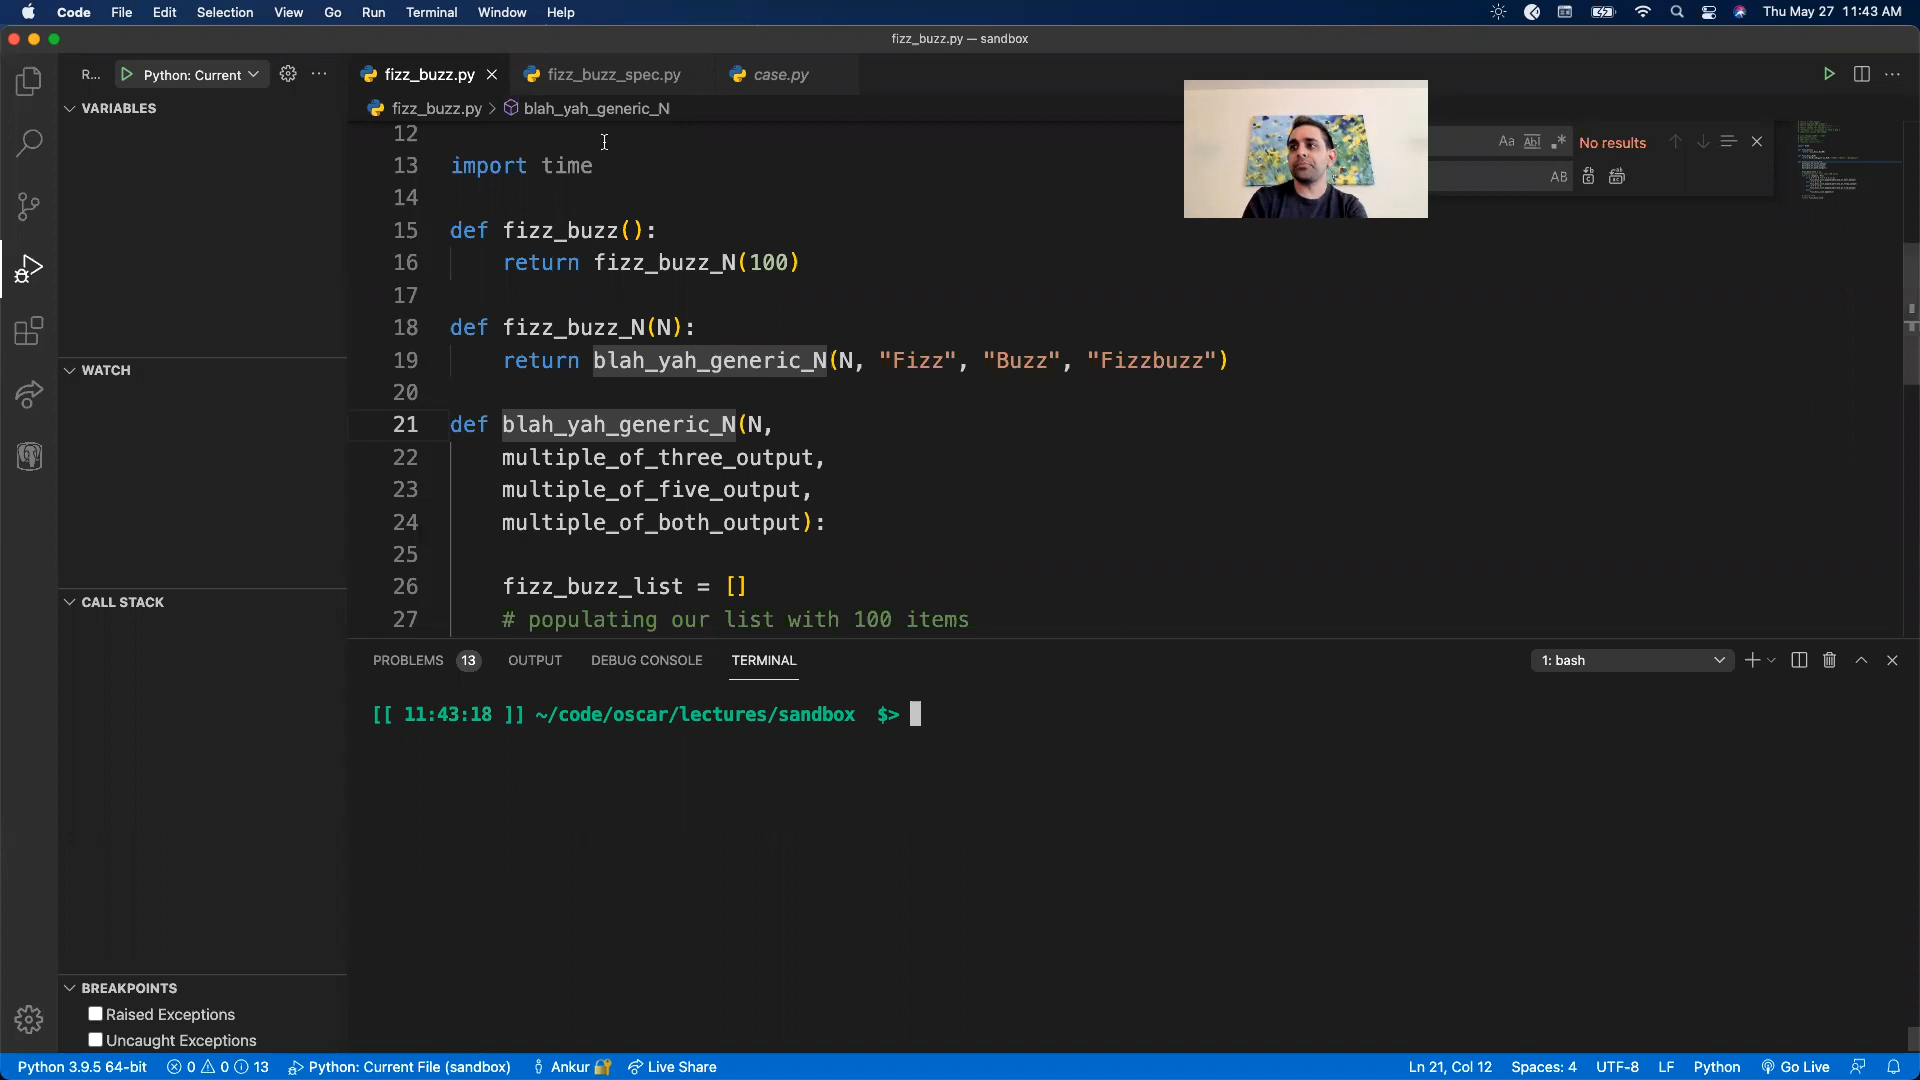 Code File Edit Selection View Go Run Terminal Window Help Thu May 27 11:43 AM
fizz_buzz.py — sandbox
R... Python: Current fizz_buzz.py fizz_buzz_spec.py case.py
VARIABLES
fizz_buzz.py > blah_yah_generic_N
Aa Abl .* No results
AB
12
13 import time
14
15 def fizz_buzz():
16 return fizz_buzz_N(100)
17
18 def fizz_buzz_N(N):
19 return blah_yah_generic_N(N, "Fizz", "Buzz", "Fizzbuzz")
20
21 def blah_yah_generic_N(N,
22 multiple_of_three_output,
23 multiple_of_five_output,
24 multiple_of_both_output):
25
26 fizz_buzz_list = []
27 # populating our list with 100 items
WATCH
CALL STACK
BREAKPOINTS
Raised Exceptions
Uncaught Exceptions
PROBLEMS 13 OUTPUT DEBUG CONSOLE TERMINAL 1: bash
[[ 11:43:18 ]] ~/code/oscar/lectures/sandbox $>
Python 3.9.5 64-bit 0 0 13 Python: Current File (sandbox) Ankur Live Share Ln 21, Col 12 Spaces: 4 UTF-8 LF Python Go Live